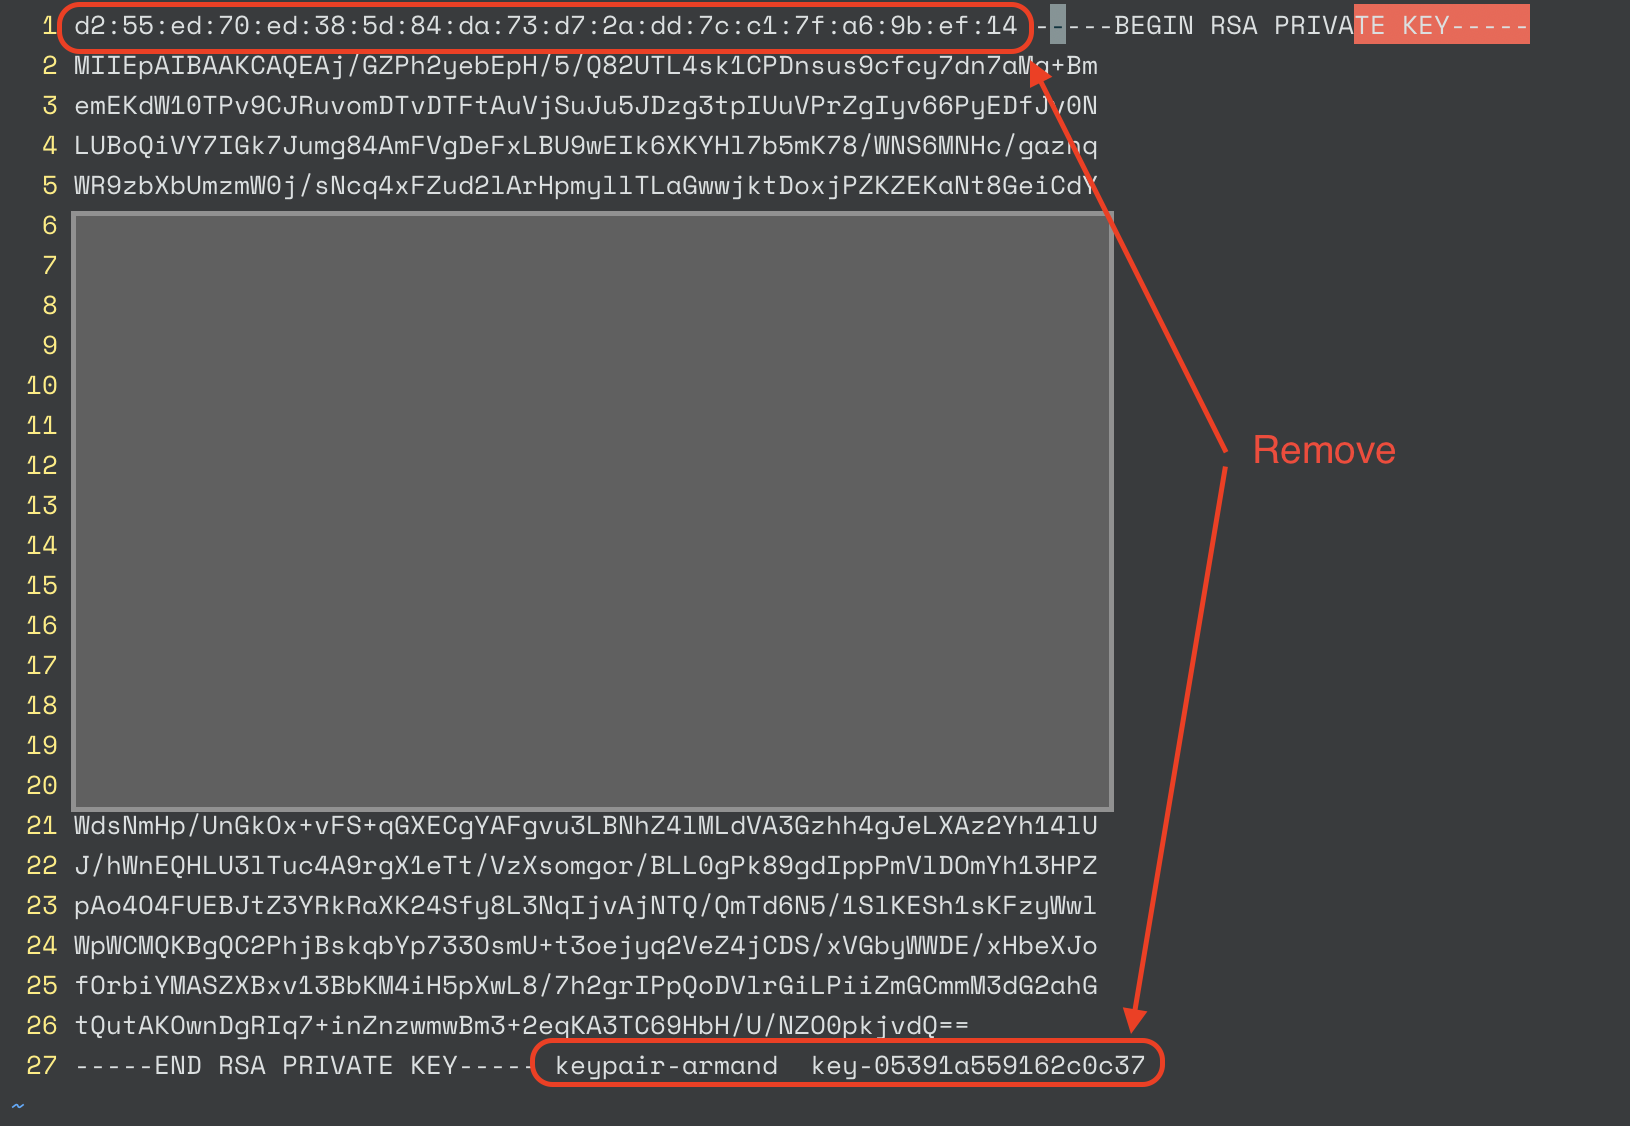 1 d2:55:ed:70:ed:38:5d:84:da:73:d7:2a:dd:7c:c1:7f:a6:9b:ef:14 -----BEGIN RSA PRIVATE KEY-----
2 MIIEpAIBAAKCAQEAj/GZPh2yebEpH/5/Q82UTL4sk1CPDnsus9cfcy7dn7aMq+Bm
3 emEKdW10TPv9CJRuvomDTvDTFtAuVjSuJu5JDzg3tpIUuVPrZgIyv66PyEDfJv0N
4 LUBoQiVY7IGk7Jumg84AmFVgDeFxLBU9wEIk6XKYHl7b5mK78/WNS6MNHc/gaznq
5 WR9zbXbUmzmW0j/sNcq4xFZud2lArHpmyllTLaGwwjktDoxjPZKZEKaNt8GeiCdY
6
7
8
9
10
11
12
Remove
13
14
15
16
17
18
19
20
21 WdsNmHp/UnGkOx+vFS+qGXECgYAFgvu3LBNhZ4lMLdVA3Gzhh4gJeLXAz2Yh14lU
22 J/hWnEQHLU3lTuc4A9rgX1eTt/VzXsomgor/BLL0gPk89gdIppPmVlDOmYh13HPZ
23 pAo4O4FUEBJtZ3YRkRaXK24Sfy8L3NqIjvAjNTQ/QmTd6N5/1SlKESh1sKFzyWwl
24 WpWCMQKBgQC2PhjBskqbYp733OsmU+t3oejyq2VeZ4jCDS/xVGbyWWDE/xHbeXJo
25 fOrbiYMASZXBxv13BbKM4iH5pXwL8/7h2grIPpQoDVlrGiLPiiZmGCmmM3dG2ahG
26 tQutAKOwnDgRIq7+inZnzwmwBm3+2eqKA3TC69HbH/U/NZO0pkjvdQ==
27 -----END RSA PRIVATE KEY----- keypair-armand  key-05391a559162c0c37
~